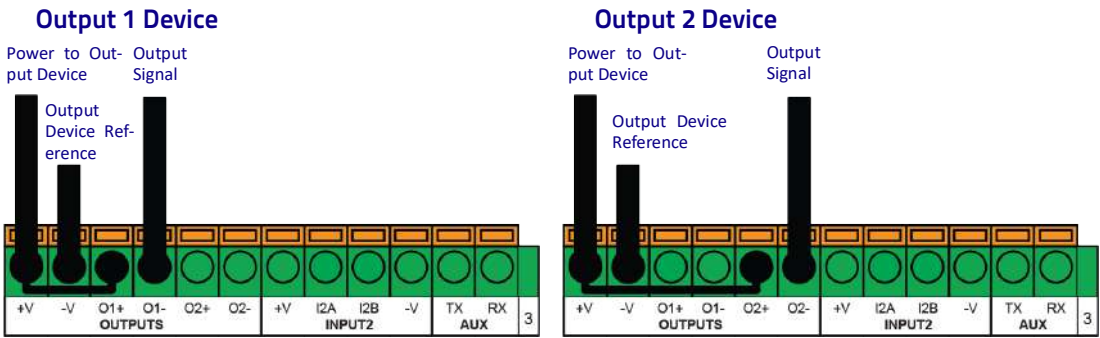 Output 1 Device
Power to Out-
put Device
Output
Signal
Output
Device Ref-
erence
+V -V O1+ O1- O2+ O2- +V I2A I2B -V TX RX
OUTPUTS INPUT2 AUX 3
Output 2 Device
Power to Out-
put Device
Output
Signal
Output Device
Reference
+V -V O1+ O1- O2+ O2- +V I2A I2B -V TX RX
OUTPUTS INPUT2 AUX 3